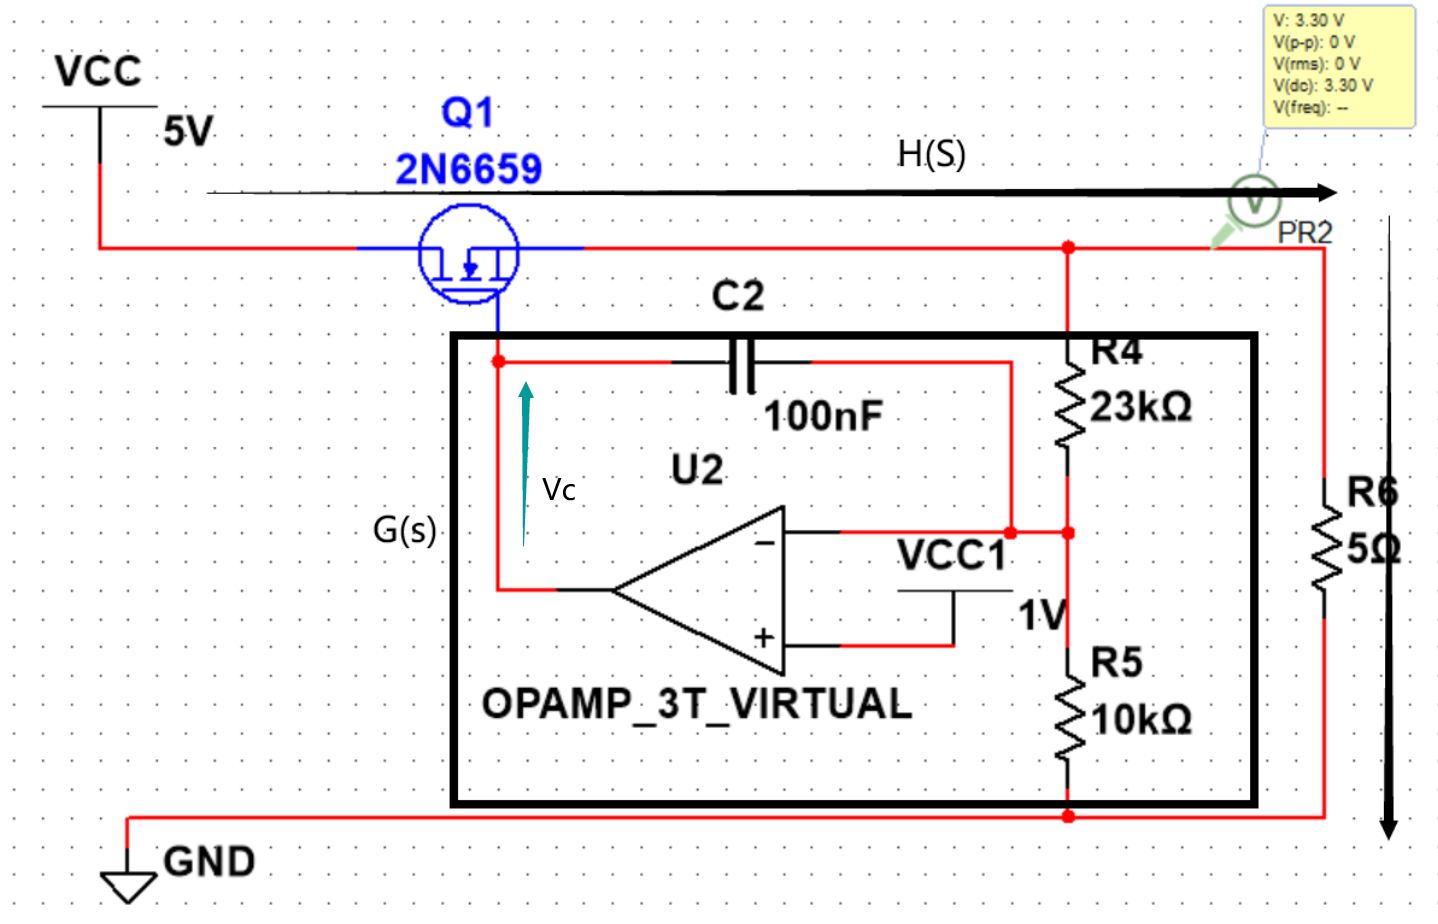 V: 3.30 V
V(p-p): 0 V
V(rms): 0 V
V(dc): 3.30 V
V(freq): --
VCC
5V
Q1
2N6659
H(S)
V
PR2
C2
100nF
R4
23kΩ
U2
Vc
G(s)
VCC1
1V
R6
5Ω
OPAMP_3T_VIRTUAL
R5
10kΩ
GND